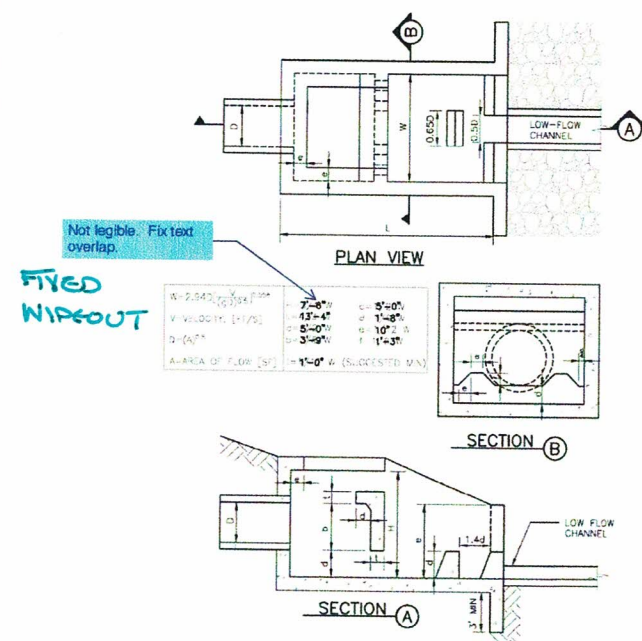 B
D
e
e
W
0.65D
0.5D
LOW-FLOW
CHANNEL
A
L
PLAN VIEW
Not legible. Fix text
overlap.
FIXED
WIPEOUT
7'-8"
5'-0"
13'-4"
1'-8"
5'-0"
10"
3'-9"
1'-3"
A=AREA OF FLOW [SF]
1'-0" W (SUGGESTED MIN)
V=VELOCITY, [FT/S]
a
e
d
SECTION B
e
D
t
b
d
d
t
H
e
d
1.4d
3' MIN
LOW FLOW
CHANNEL
SECTION A